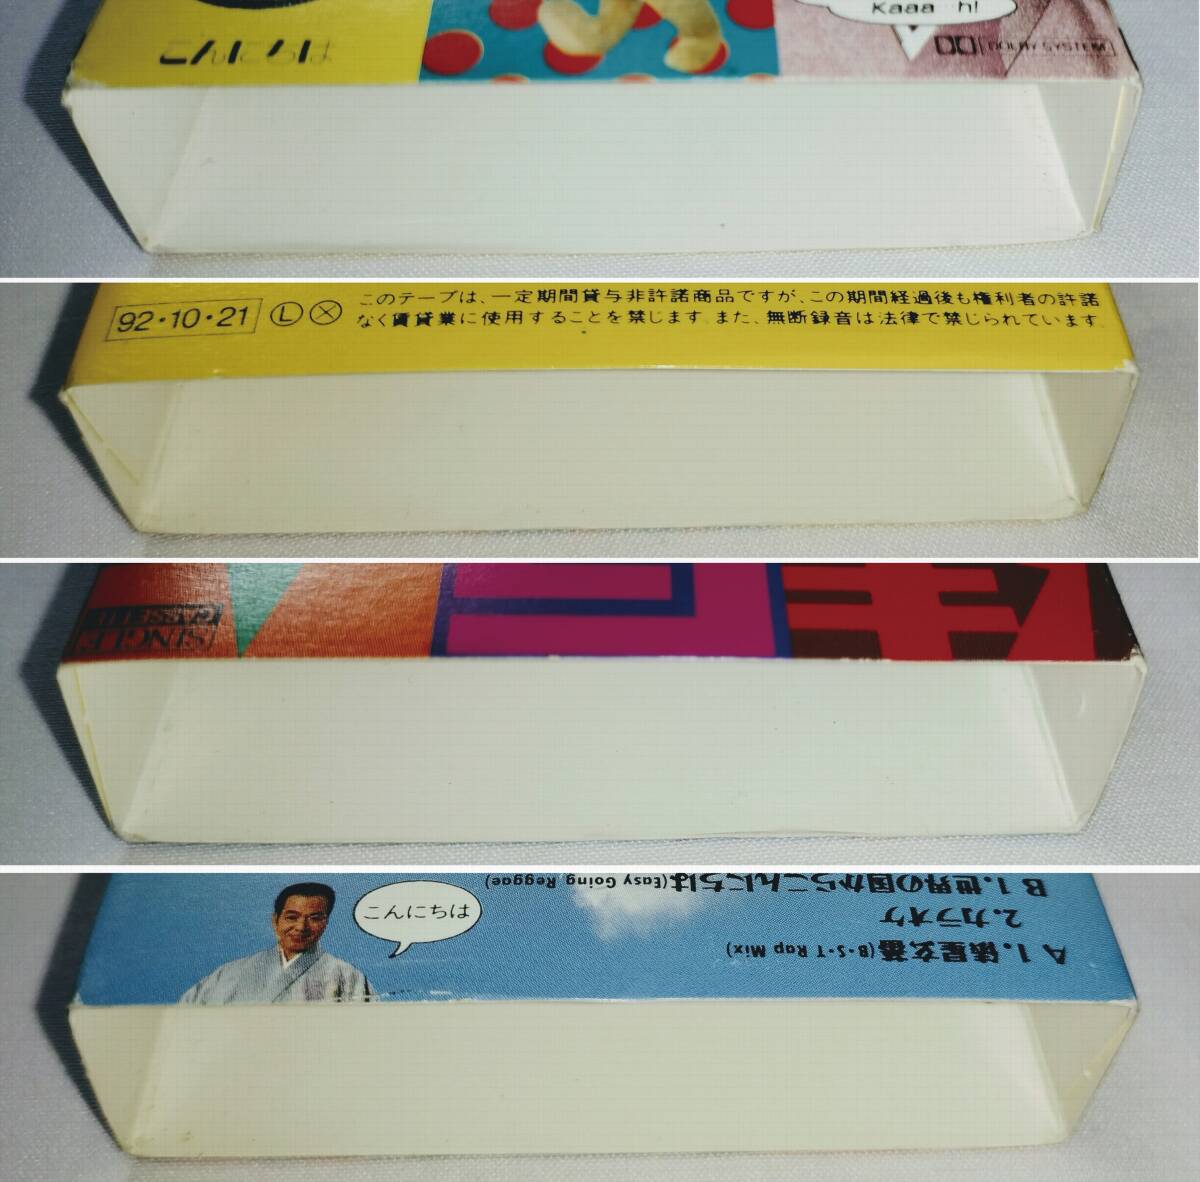 Kaaa h!
こんにちは
DOLBY SYSTEM
92・10・21 Ⓛ Ⓧ
このテープは、一定期間貸与非許諾商品ですが、この期間経過後も権利者の許諾
なく賃貸業に使用することを禁じます。また、無断録音は法律で禁じられています。
SINGLE
CASSETTE
こんにちは
A 1.俵星玄蕃(B・S・T Rap Mix)
2.カラオケ
B 1.世界の国からこんにちは(Easy Going Reggae)